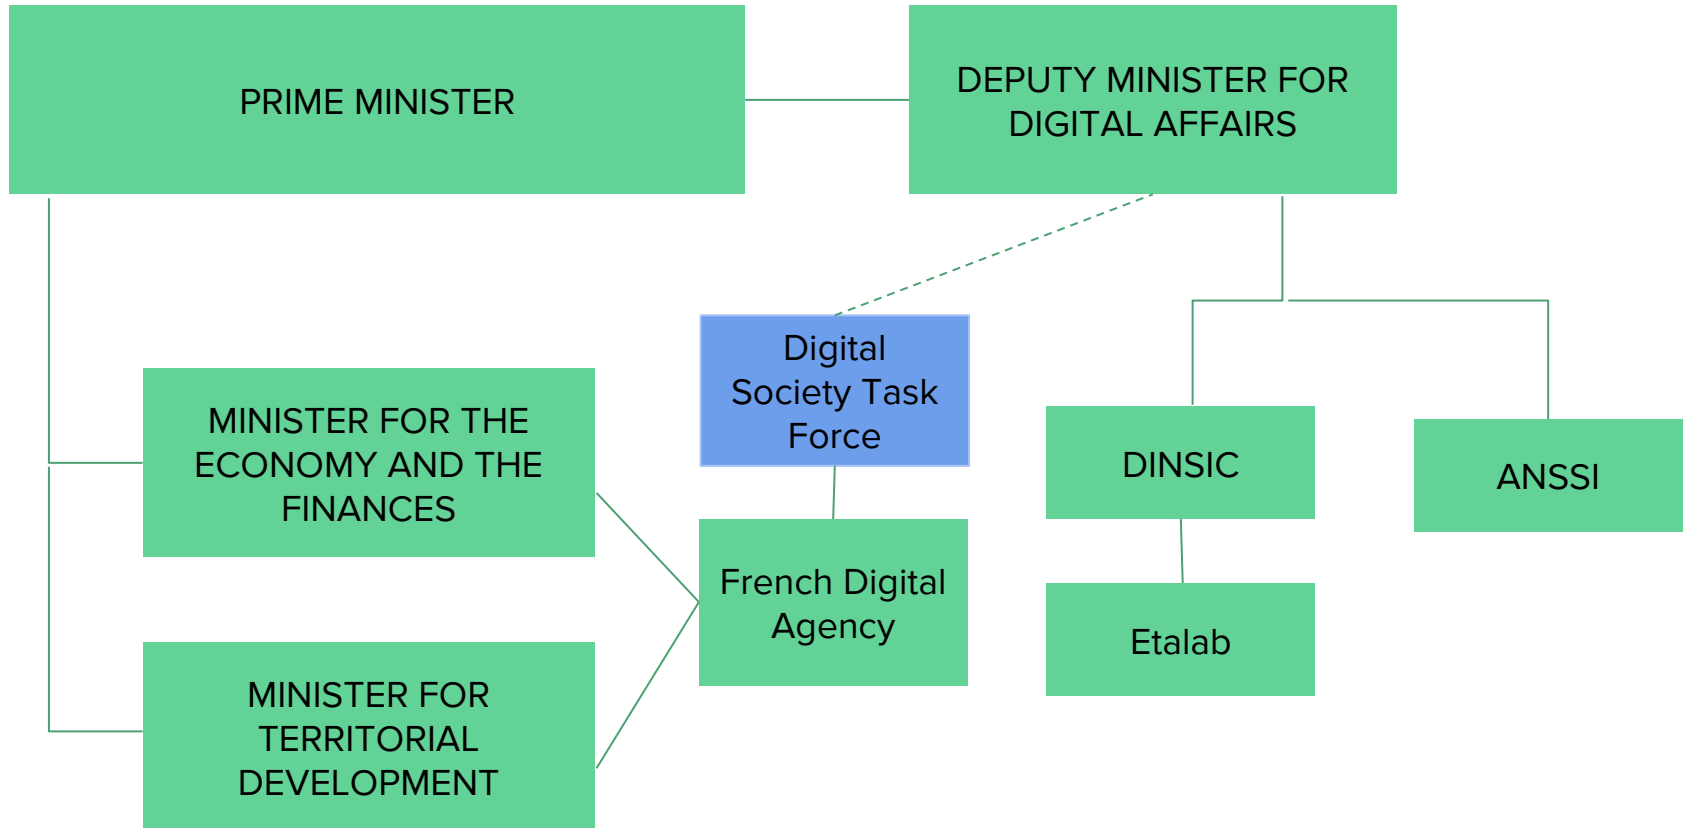 PRIME MINISTER
DEPUTY MINISTER FOR
DIGITAL AFFAIRS
Digital
Society Task
Force
MINISTER FOR THE
ECONOMY AND THE
FINANCES
DINSIC
ANSSI
French Digital
Agency
Etalab
MINISTER FOR
TERRITORIAL
DEVELOPMENT